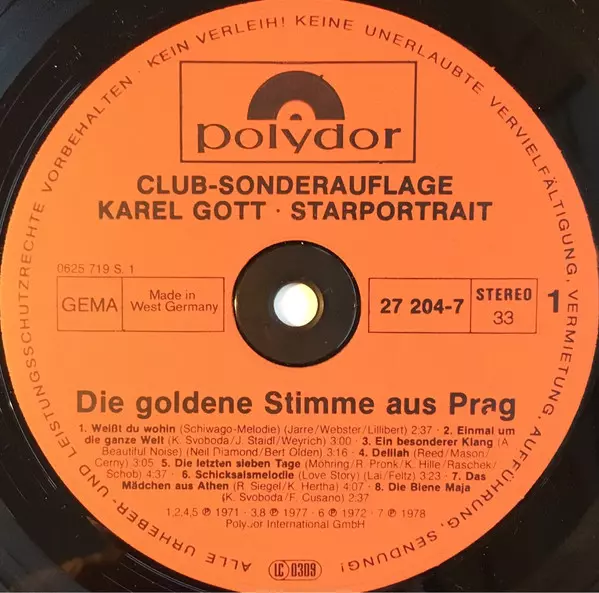 ALLE URHEBER- UND LEISTUNGSSCHUTZRECHTE VORBEHALTEN · KEIN VERLEIH! KEINE UNERLAUBTE VERVIELFÄLTIGUNG, VERMIETUNG, AUFFÜHRUNG, SENDUNG!
polydor
CLUB-SONDERAUFLAGE
KAREL GOTT · STARPORTRAIT
0625 719 S. 1
GEMA
Made in
West Germany
27 204-7
STEREO
33
1
Die goldene Stimme aus Prag
1. Weißt du wohin (Schiwago-Melodie) (Jarre/Webster/Lillibert) 2:37 · 2. Einmal um
die ganze Welt (K. Svoboda/J. Staidl/Weyrich) 3:00 · 3. Ein besonderer Klang (A
Beautiful Noise) (Neil Diamond/Bert Olden) 3:16 · 4. Delilah (Reed/Mason/
Cerny) 3:05 · 5. Die letzten sieben Tage (Möhring/R. Pronk/K. Hille/Raschek/
Schob) 4:38 · 6. Schicksalsmelodie (Love Story) (Lai/Feltz) 3:23 · 7. Das
Mädchen aus Athen (R. Siegel/K. Hertha) 4:07 · 8. Die Biene Maja
(K. Svoboda/F. Cusano) 2:37
1,2,4,5 ℗ 1971 · 3,8 ℗ 1977 · 6 ℗ 1972 · 7 ℗ 1978
Polydor International GmbH
LC 0309